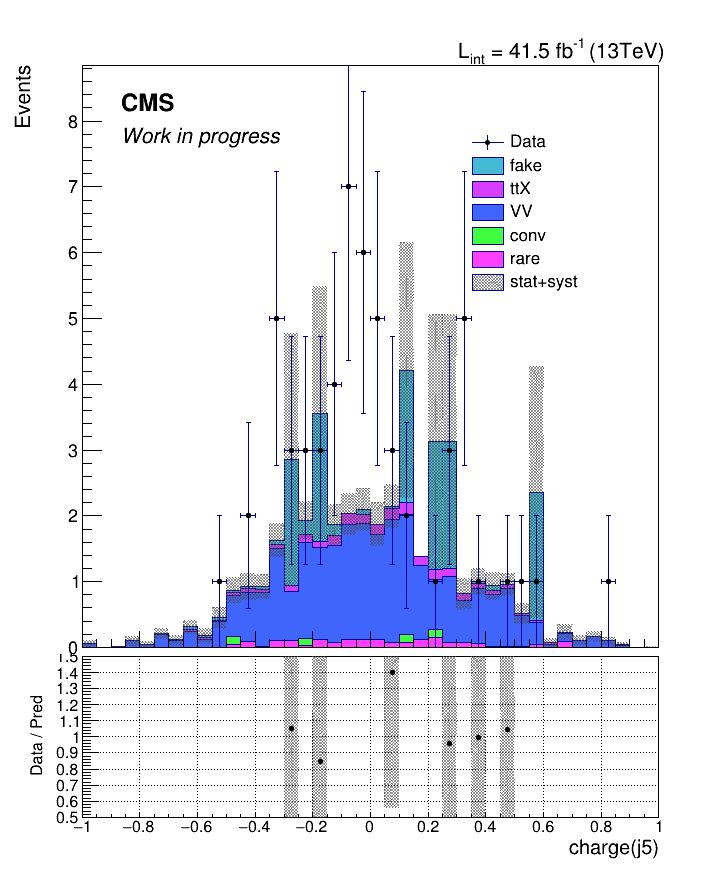 L_int = 41.5 fb^-1 (13TeV)
Events
CMS
Work in progress
8
7
6
5
4
3
2
1
0
Data
fake
ttX
VV
conv
rare
stat+syst
Data / Pred
1.5
1.4
1.3
1.2
1.1
1
0.9
0.8
0.7
0.6
0.5
−1 −0.8 −0.6 −0.4 −0.2 0 0.2 0.4 0.6 0.8 1
charge(j5)